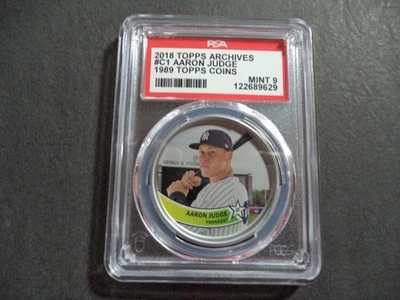 PSA
2018 TOPPS ARCHIVES
#C1 AARON JUDGE
1989 TOPPS COINS
MINT 9
122689629
AARON JUDGE
YANKEES